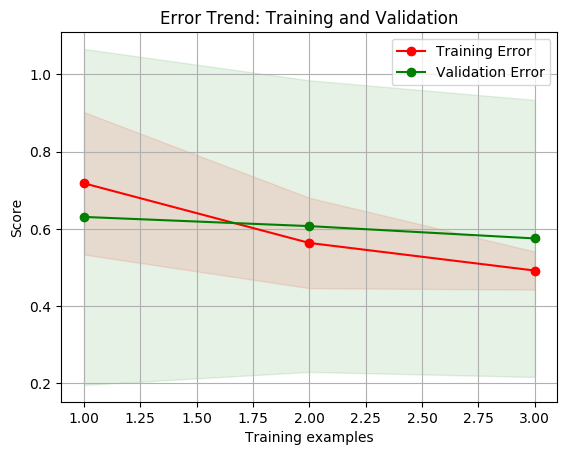 Error Trend: Training and Validation
Training Error
Validation Error
1.0
0.8
0.6
0.4
0.2
Score
1.00 1.25 1.50 1.75 2.00 2.25 2.50 2.75 3.00
Training examples